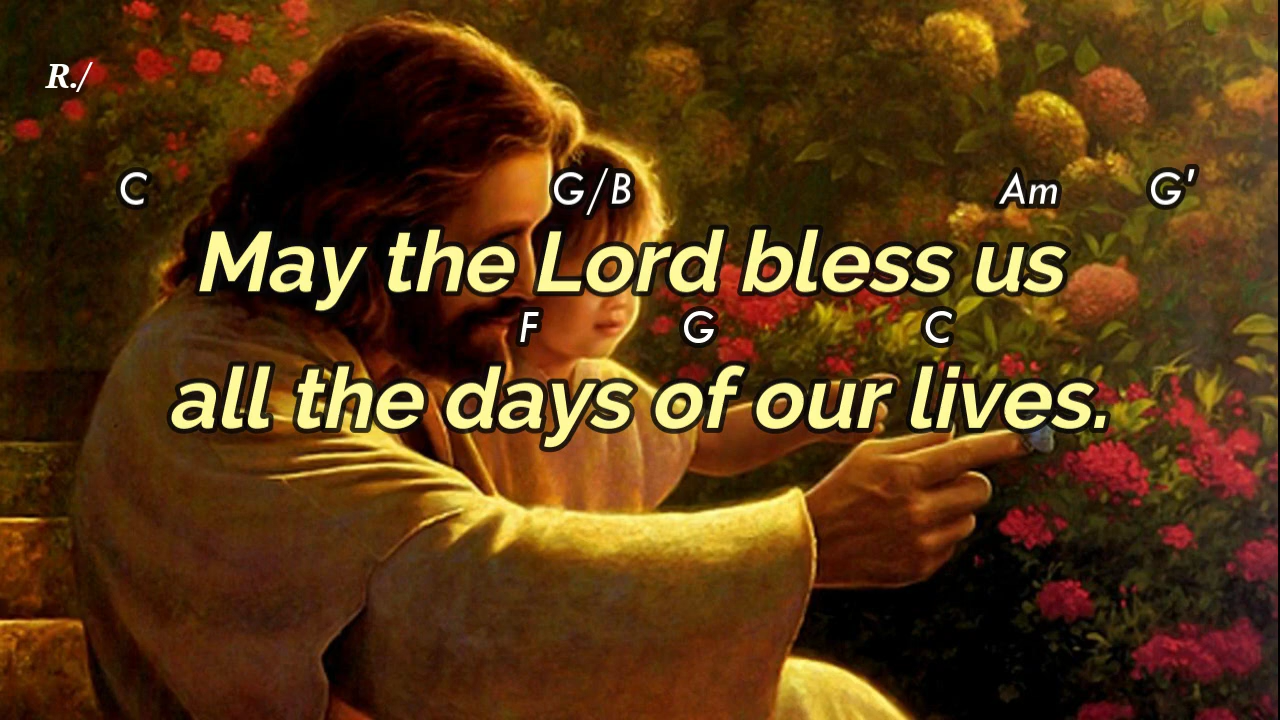 R./
C G/B Am G'
May the Lord bless us
F G C
all the days of our lives.